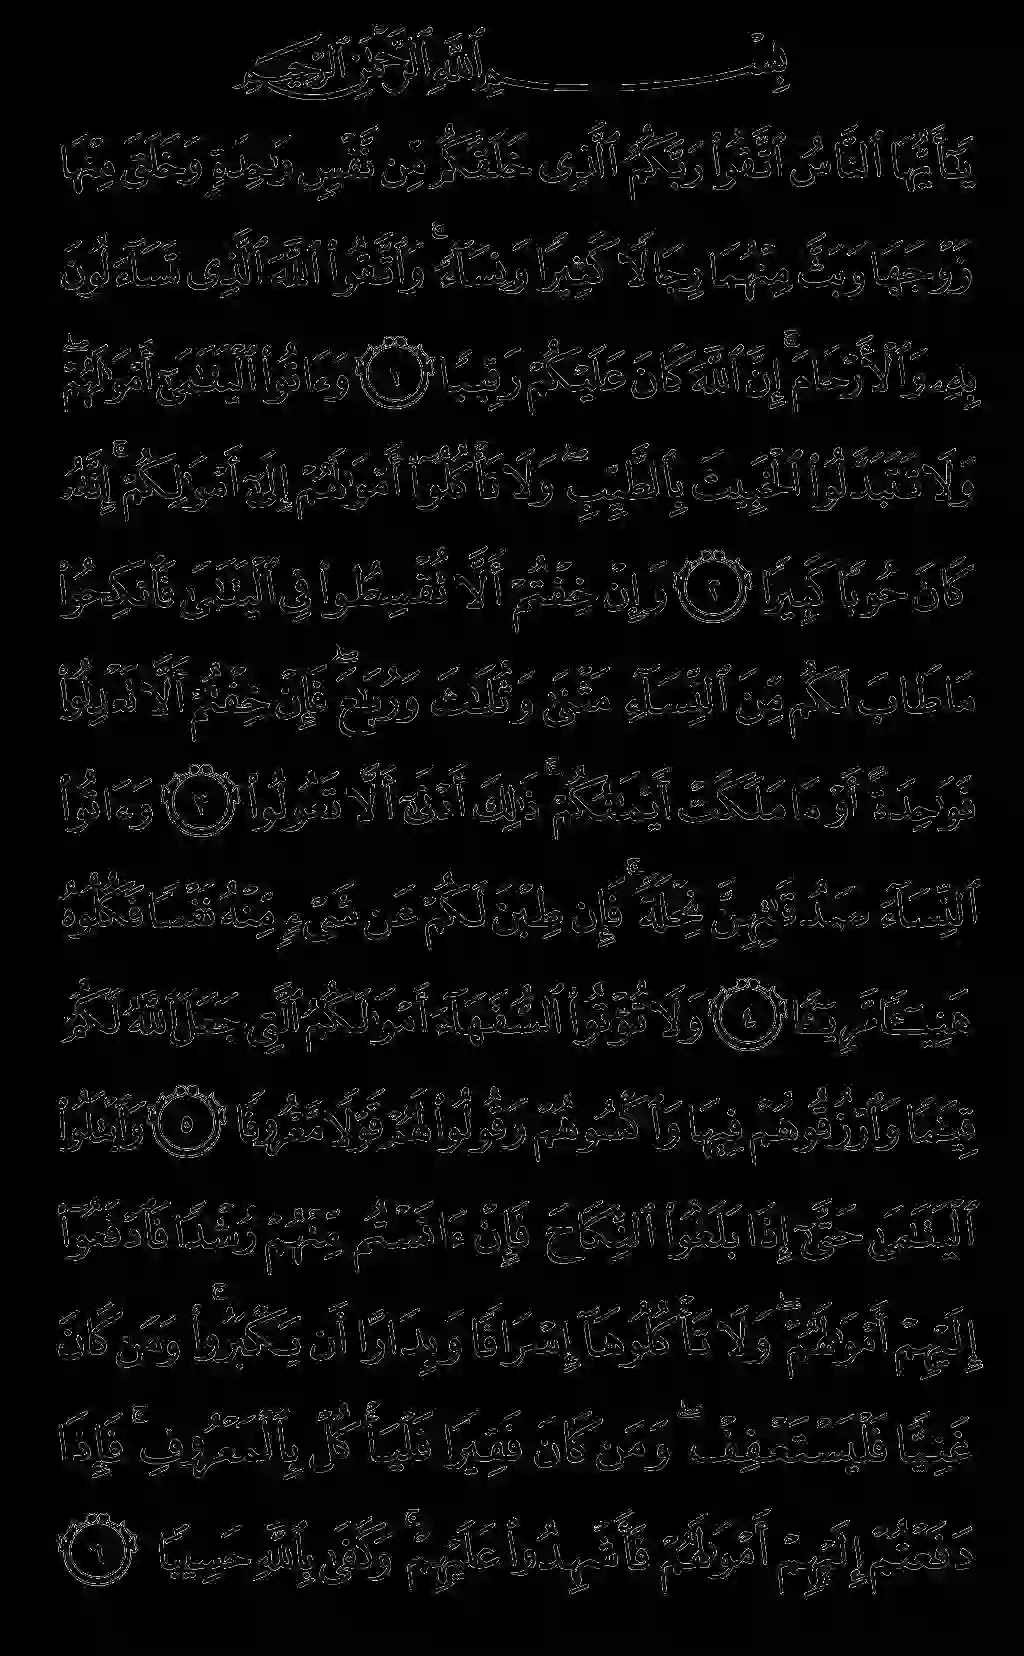 بِسْمِ ٱللَّهِ ٱلرَّحْمَٰنِ ٱلرَّحِيمِ
يَٰٓأَيُّهَا ٱلنَّاسُ ٱتَّقُوا۟ رَبَّكُمُ ٱلَّذِى خَلَقَكُم مِّن نَّفْسٍ وَٰحِدَةٍ وَخَلَقَ مِنْهَا
زَوْجَهَا وَبَثَّ مِنْهُمَا رِجَالًا كَثِيرًا وَنِسَآءً ۚ وَٱتَّقُوا۟ ٱللَّهَ ٱلَّذِى تَسَآءَلُونَ
بِهِۦ وَٱلْأَرْحَامَ ۚ إِنَّ ٱللَّهَ كَانَ عَلَيْكُمْ رَقِيبًا ١ وَءَاتُوا۟ ٱلْيَتَٰمَىٰٓ أَمْوَٰلَهُمْ ۖ
وَلَا تَتَبَدَّلُوا۟ ٱلْخَبِيثَ بِٱلطَّيِّبِ ۖ وَلَا تَأْكُلُوٓا۟ أَمْوَٰلَهُمْ إِلَىٰٓ أَمْوَٰلِكُمْ ۚ إِنَّهُۥ
كَانَ حُوبًا كَبِيرًا ٢ وَإِنْ خِفْتُمْ أَلَّا تُقْسِطُوا۟ فِى ٱلْيَتَٰمَىٰ فَٱنكِحُوا۟
مَا طَابَ لَكُم مِّنَ ٱلنِّسَآءِ مَثْنَىٰ وَثُلَٰثَ وَرُبَٰعَ ۖ فَإِنْ خِفْتُمْ أَلَّا تَعْدِلُوا۟
فَوَٰحِدَةً أَوْ مَا مَلَكَتْ أَيْمَٰنُكُمْ ۚ ذَٰلِكَ أَدْنَىٰٓ أَلَّا تَعُولُوا۟ ٣ وَءَاتُوا۟
ٱلنِّسَآءَ صَدُقَٰتِهِنَّ نِحْلَةً ۚ فَإِن طِبْنَ لَكُمْ عَن شَىْءٍ مِّنْهُ نَفْسًا فَكُلُوهُ
هَنِيٓـًٔا مَّرِيٓـًٔا ٤ وَلَا تُؤْتُوا۟ ٱلسُّفَهَآءَ أَمْوَٰلَكُمُ ٱلَّتِى جَعَلَ ٱللَّهُ لَكُمْ
قِيَٰمًا وَٱرْزُقُوهُمْ فِيهَا وَٱكْسُوهُمْ وَقُولُوا۟ لَهُمْ قَوْلًا مَّعْرُوفًا ٥ وَٱبْتَلُوا۟
ٱلْيَتَٰمَىٰ حَتَّىٰٓ إِذَا بَلَغُوا۟ ٱلنِّكَاحَ فَإِنْ ءَانَسْتُم مِّنْهُمْ رُشْدًا فَٱدْفَعُوٓا۟
إِلَيْهِمْ أَمْوَٰلَهُمْ ۖ وَلَا تَأْكُلُوهَآ إِسْرَافًا وَبِدَارًا أَن يَكْبَرُوا۟ ۚ وَمَن كَانَ
غَنِيًّا فَلْيَسْتَعْفِفْ ۖ وَمَن كَانَ فَقِيرًا فَلْيَأْكُلْ بِٱلْمَعْرُوفِ ۚ فَإِذَا
دَفَعْتُمْ إِلَيْهِمْ أَمْوَٰلَهُمْ فَأَشْهِدُوا۟ عَلَيْهِمْ ۚ وَكَفَىٰ بِٱللَّهِ حَسِيبًا ٦